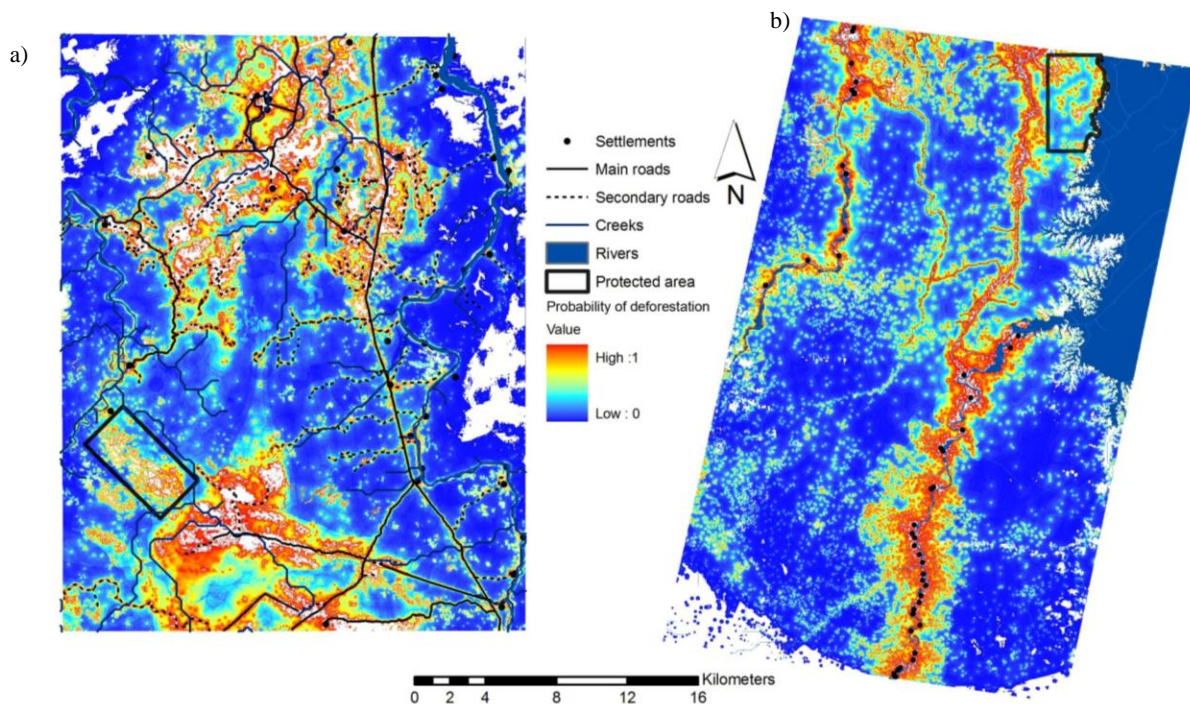 a)
b)
Settlements
Main roads
Secondary roads
Creeks
Rivers
Protected area
Probability of deforestation
Value
High :1
Low : 0
N
Kilometers
0 2 4 8 12 16